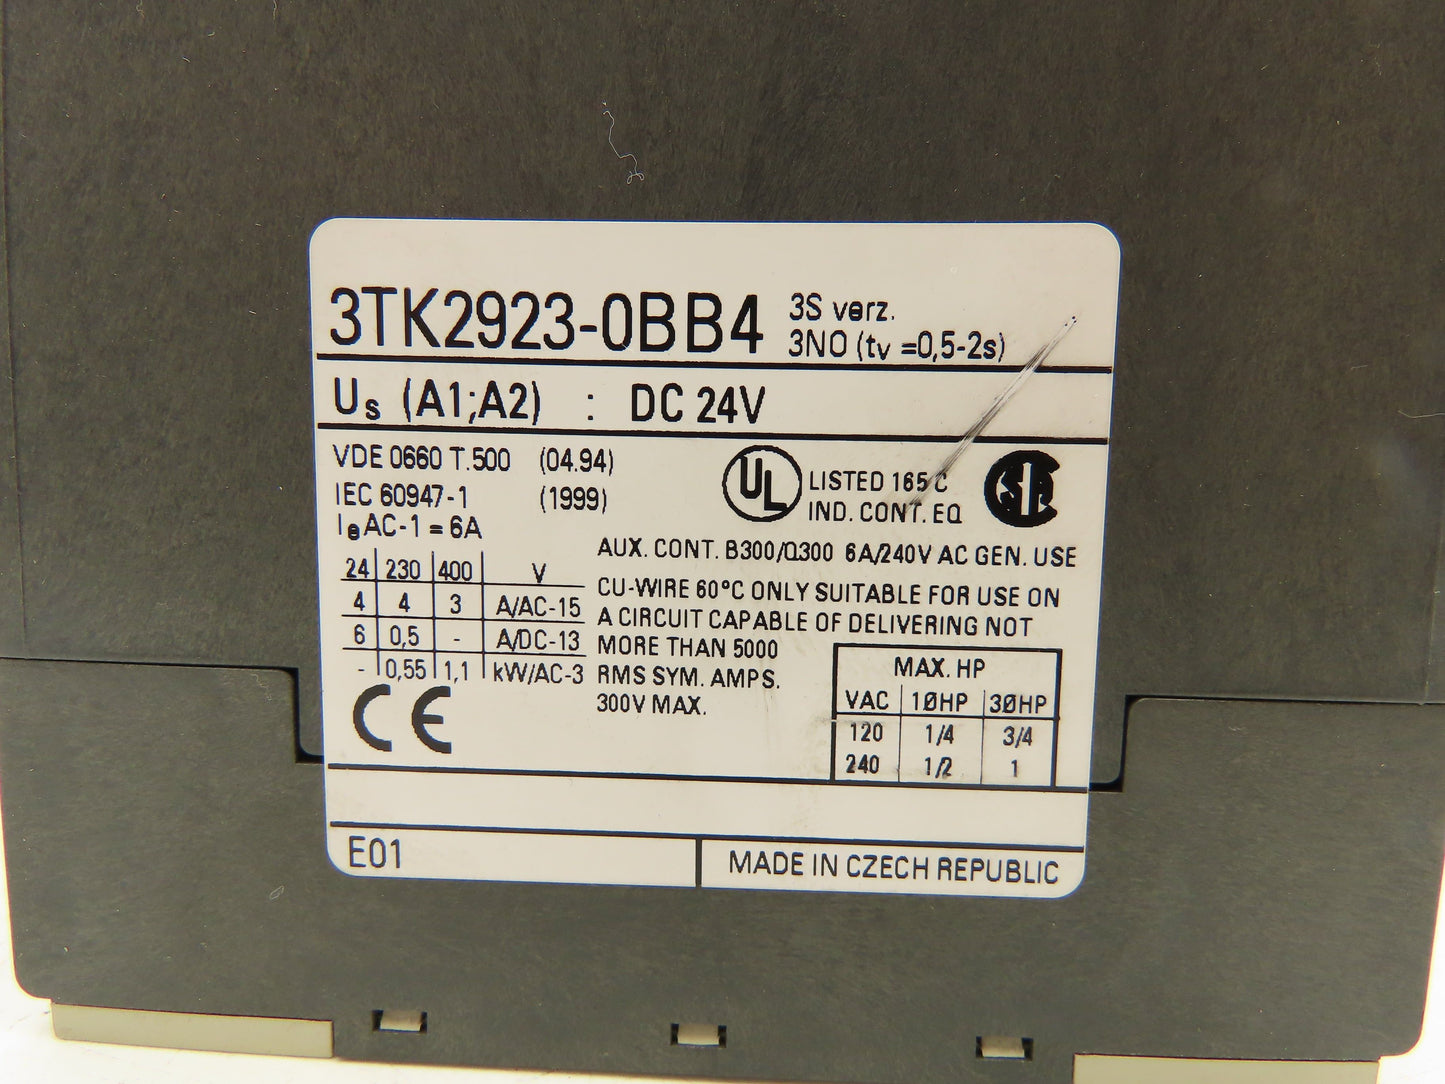 3TK2923-0BB4 3S verz.
3NO (tv =0,5-2s)
Us (A1;A2) : DC 24V
VDE 0660 T.500 (04.94)
IEC 60947-1 (1999)
Ie AC-1 = 6A
UL LISTED 165 C
IND. CONT. EQ
SA
24 230 400 V
4 4 3 A/AC-15
6 0,5 - A/DC-13
- 0,55 1,1 kW/AC-3
CE
AUX. CONT. B300/Q300 6A/240V AC GEN. USE
CU-WIRE 60°C ONLY SUITABLE FOR USE ON
A CIRCUIT CAPABLE OF DELIVERING NOT
MORE THAN 5000
RMS SYM. AMPS.
300V MAX.
MAX. HP
VAC 1ØHP 3ØHP
120 1/4 3/4
240 1/2 1
E01
MADE IN CZECH REPUBLIC